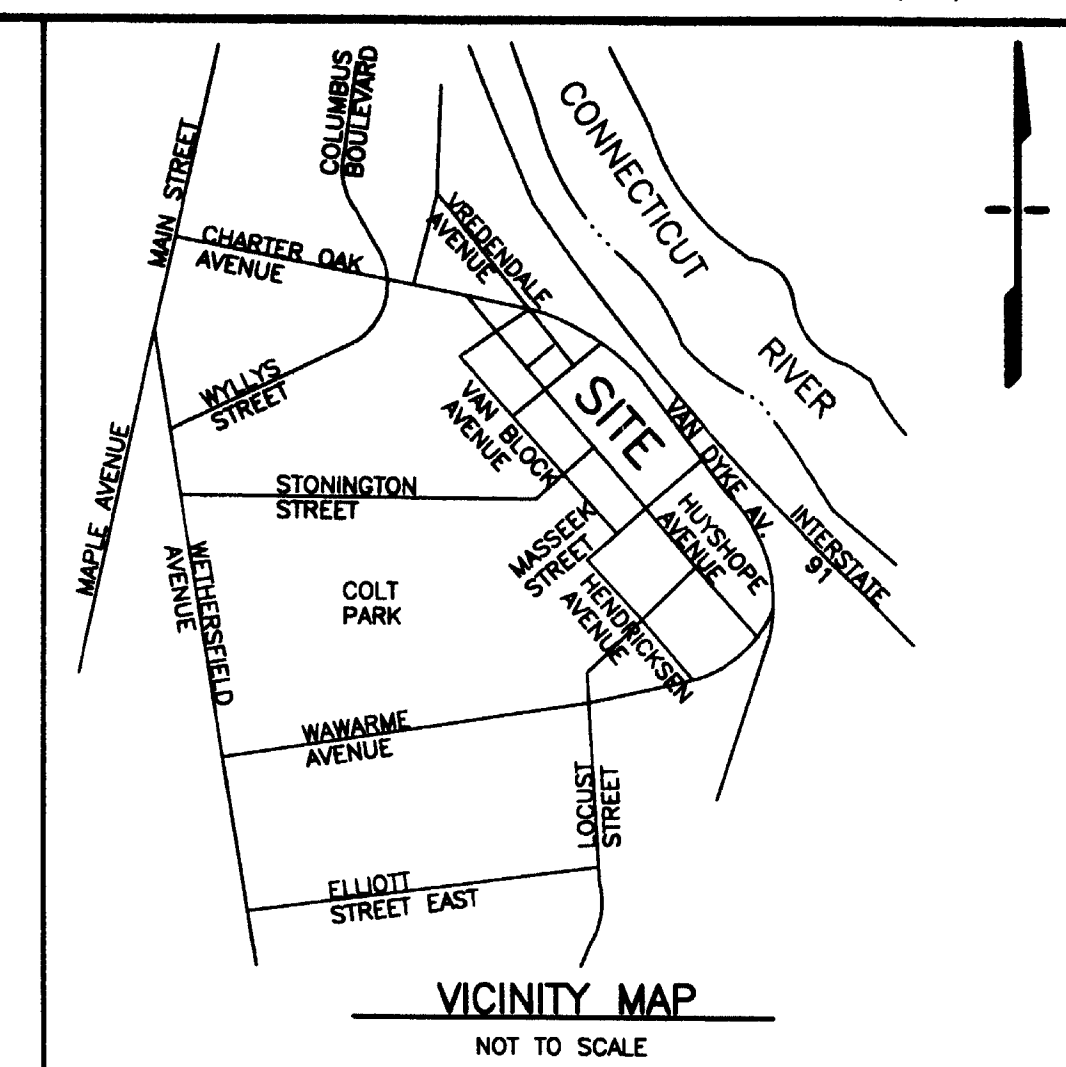 COLUMBUS
BOULEVARD
CONNECTICUT
RIVER
MAIN STREET
CHARTER OAK
AVENUE
VREDENDALE
AVENUE
WYLLYS
STREET
VAN BLOCK
AVENUE
SITE
VAN DYKE AV.
MAPLE AVENUE
STONINGTON
STREET
MASSEEK
STREET
HUYSHOPE
AVENUE
INTERSTATE
91
WETHERSFIELD
AVENUE
COLT
PARK
HENDRICKSEN
AVENUE
WAWARME
AVENUE
LOCUST
STREET
ELLIOTT
STREET EAST
VICINITY MAP
NOT TO SCALE